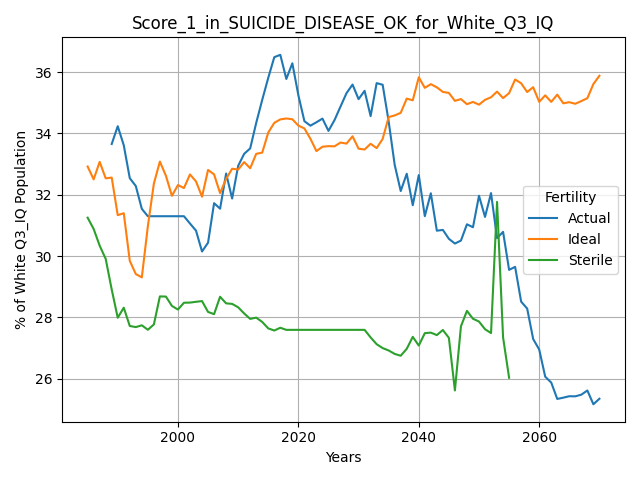 Score_1_in_SUICIDE_DISEASE_OK_for_White_Q3_IQ
% of White Q3_IQ Population
36
34
32
30
28
26
Fertility
Actual
Ideal
Sterile
2000 2020 2040 2060
Years